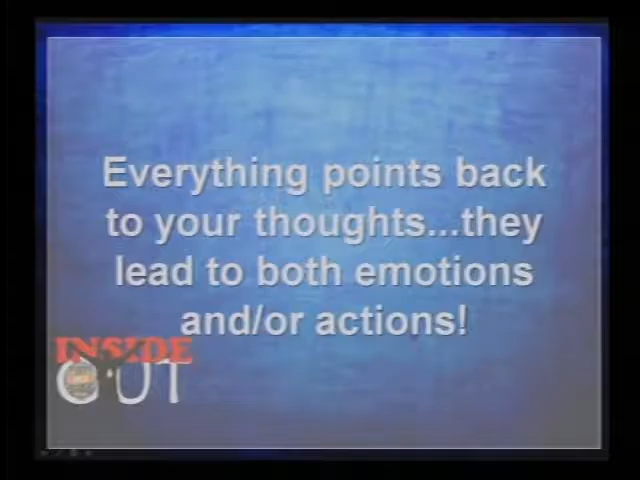 Everything points back
to your thoughts...they
lead to both emotions
and/or actions!
INSIDE
OUT